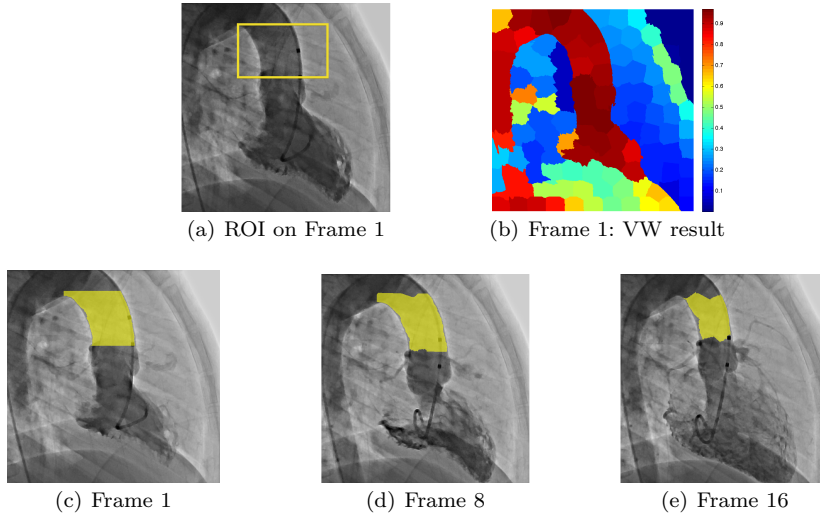 0.9
0.8
0.7
0.6
0.5
0.4
0.3
0.2
0.1
(a) ROI on Frame 1
(b) Frame 1: VW result
(c) Frame 1
(d) Frame 8
(e) Frame 16